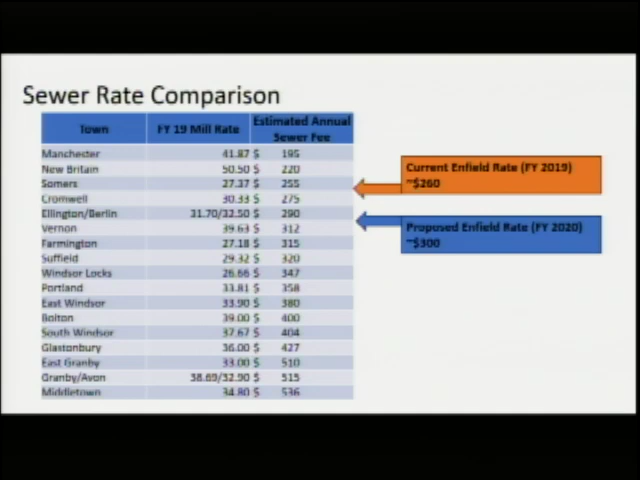 Sewer Rate Comparison
Town FY 19 Mill Rate Estimated Annual Sewer Fee
Manchester 41.87 $ 195
New Britain 50.50 $ 220
Somers 27.37 $ 255
Cromwell 30.33 $ 275
Ellington/Berlin 31.70/32.50 $ 290
Vernon 39.63 $ 312
Farmington 27.18 $ 315
Suffield 29.32 $ 320
Windsor Locks 26.66 $ 347
Portland 33.81 $ 358
East Windsor 33.90 $ 380
Bolton 39.00 $ 400
South Windsor 37.67 $ 404
Glastonbury 36.00 $ 427
East Granby 33.00 $ 510
Granby/Avon 38.69/32.90 $ 515
Middletown 34.80 $ 536
Current Enfield Rate (FY 2019)
~$260
Proposed Enfield Rate (FY 2020)
~$300